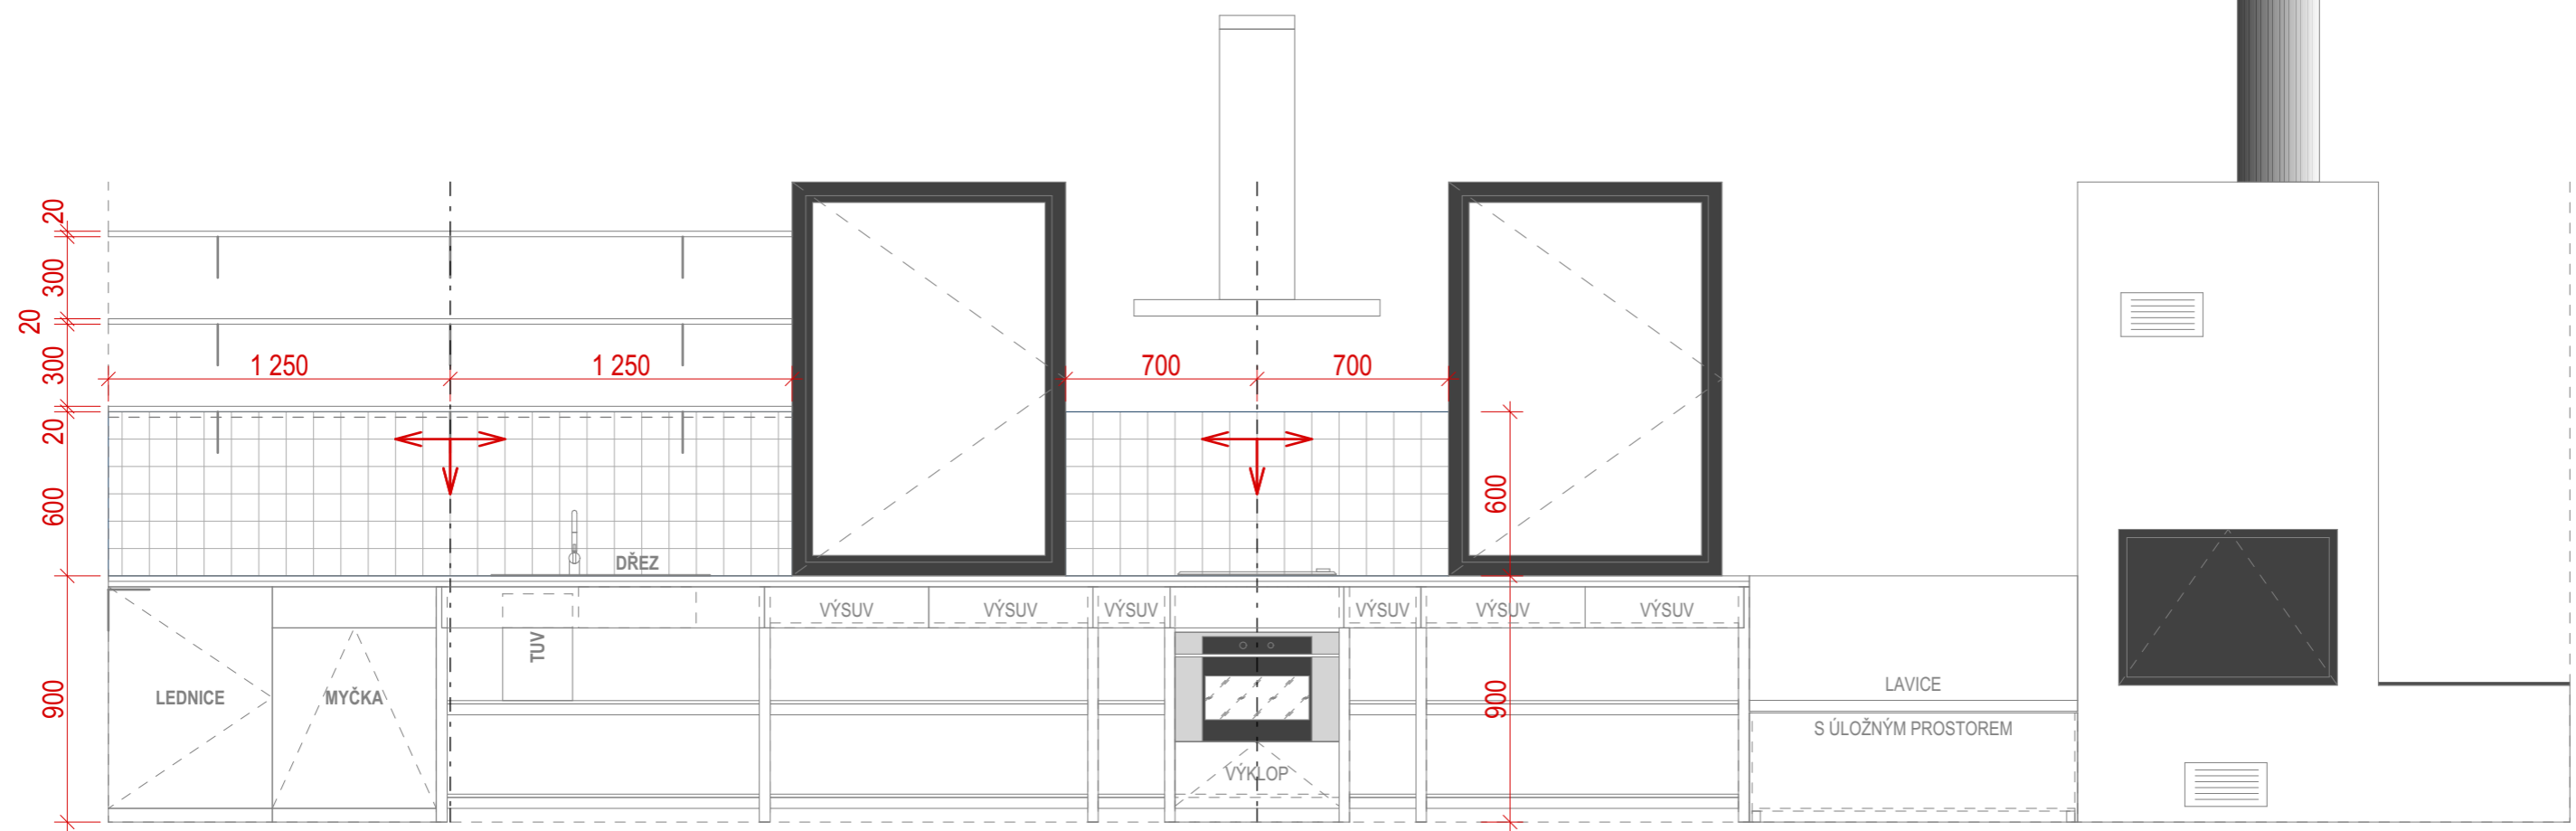 20
300
20
300
20
600
900
1 250
1 250
700
700
600
900
DŘEZ
VÝSUV
VÝSUV
VÝSUV
VÝSUV
VÝSUV
VÝSUV
TUV
LEDNICE
MYČKA
VÝKLOP
LAVICE
S ÚLOŽNÝM PROSTOREM